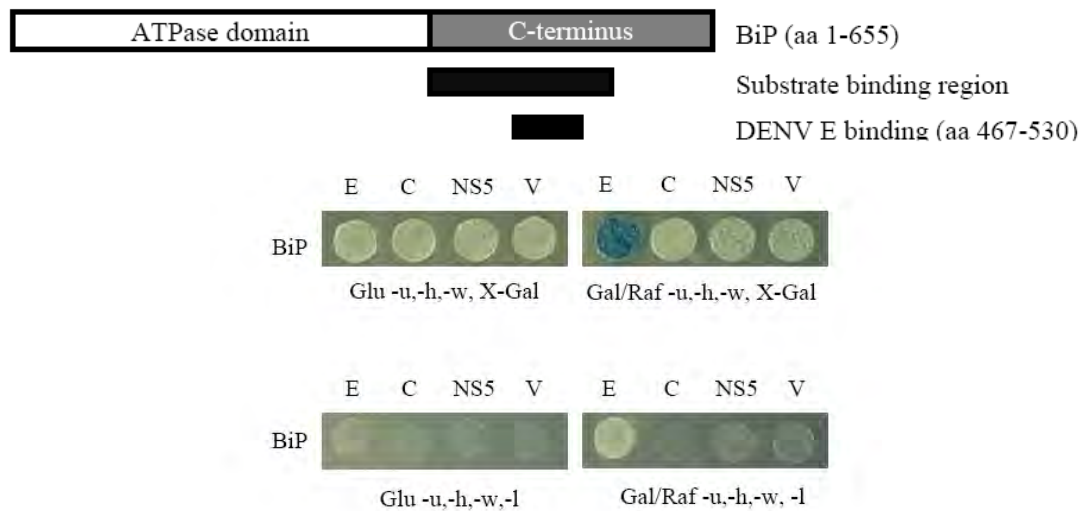 ATPase domain C-terminus BiP (aa 1-655)
Substrate binding region
DENV E binding (aa 467-530)
E C NS5 V E C NS5 V
BiP
Glu -u,-h,-w, X-Gal Gal/Raf -u,-h,-w, X-Gal
E C NS5 V E C NS5 V
BiP
Glu -u,-h,-w,-l Gal/Raf -u,-h,-w, -l